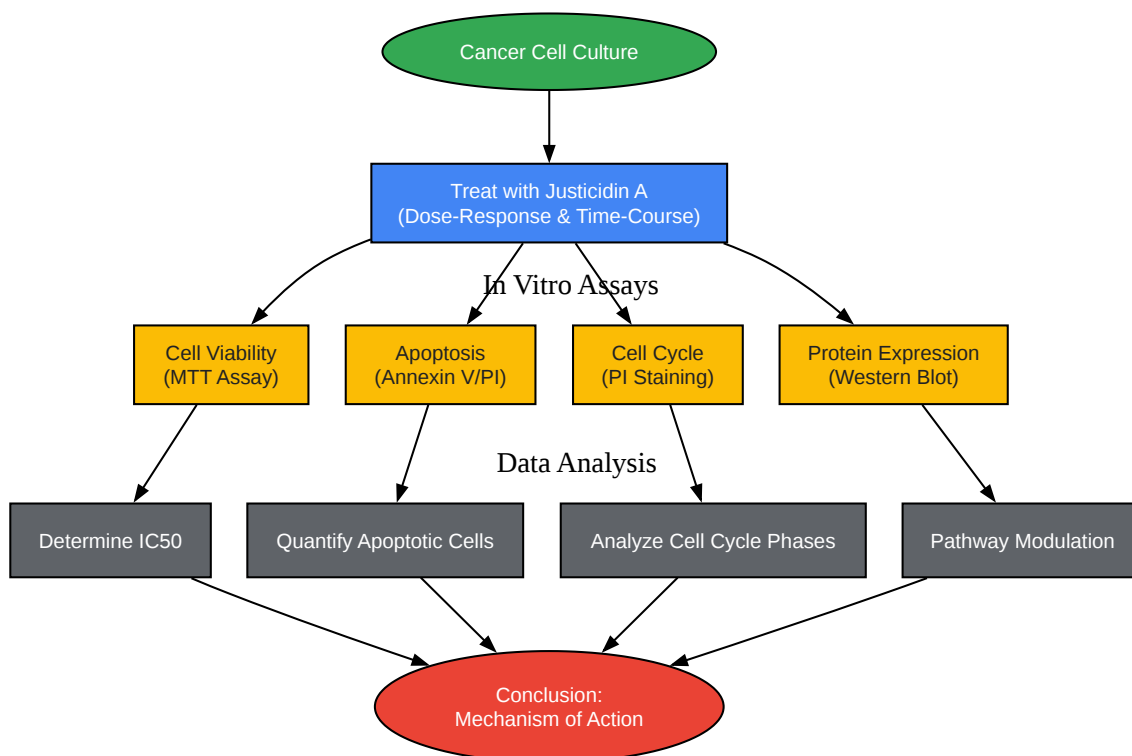 Cancer Cell Culture
Treat with Justicidin A
(Dose-Response & Time-Course)
In Vitro Assays
Cell Viability
(MTT Assay)
Apoptosis
(Annexin V/PI)
Cell Cycle
(PI Staining)
Protein Expression
(Western Blot)
Data Analysis
Determine IC50
Quantify Apoptotic Cells
Analyze Cell Cycle Phases
Pathway Modulation
Conclusion:
Mechanism of Action